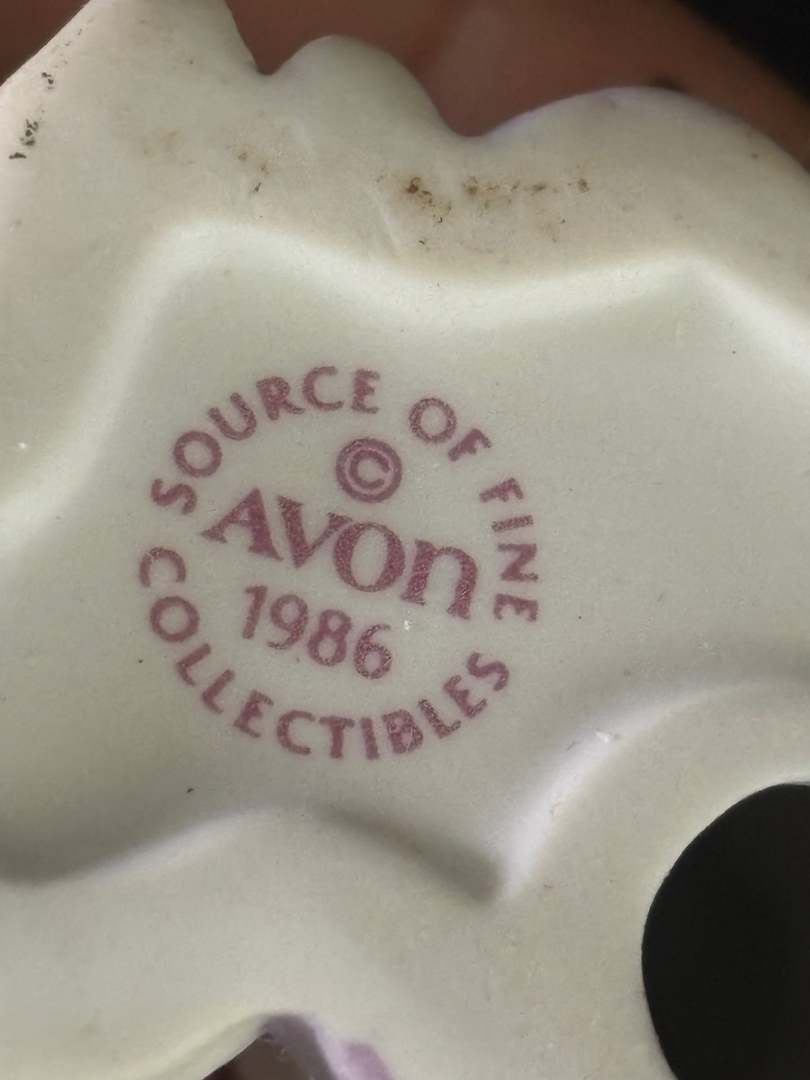 SOURCE OF FINE
©
AVON
1986
COLLECTIBLES